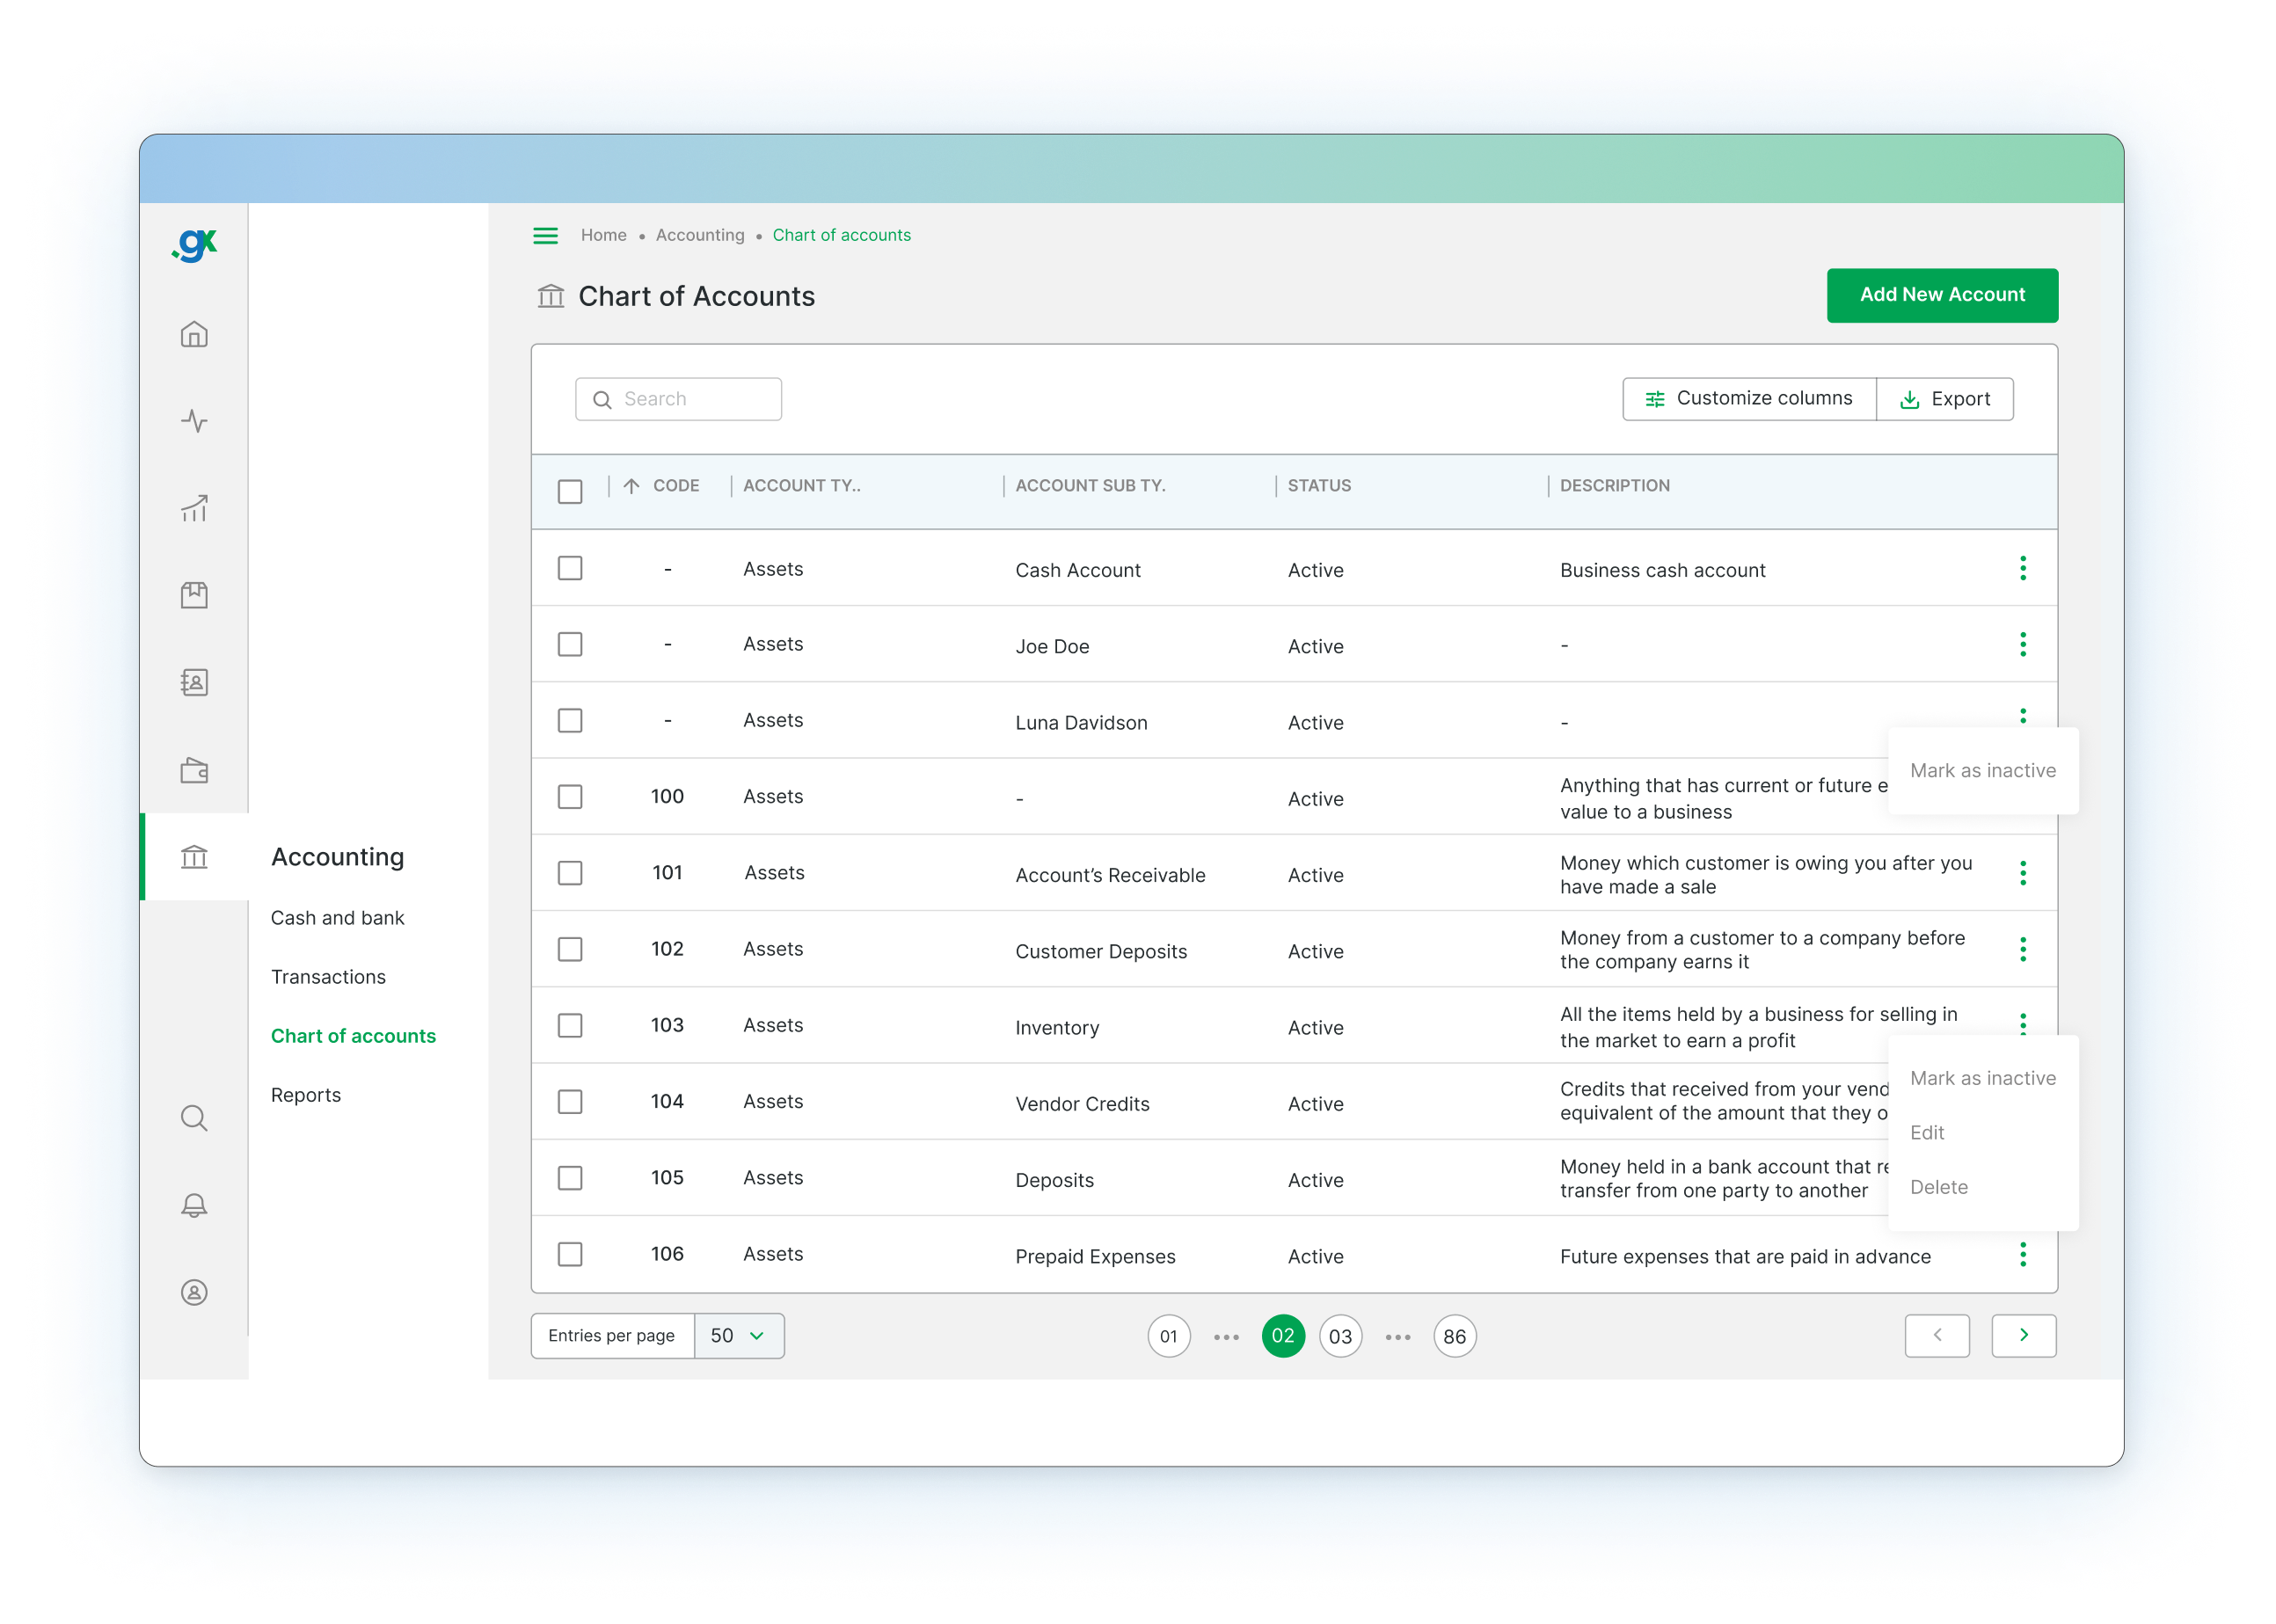 .gx
Home • Accounting • Chart of accounts
Chart of Accounts
Add New Account
Search
Customize columns
Export
CODE ACCOUNT TY.. ACCOUNT SUB TY. STATUS DESCRIPTION
- Assets Cash Account Active Business cash account
- Assets Joe Doe Active -
- Assets Luna Davidson Active -
Mark as inactive
100 Assets - Active Anything that has current or future e
value to a business
101 Assets Account’s Receivable Active Money which customer is owing you after you
have made a sale
102 Assets Customer Deposits Active Money from a customer to a company before
the company earns it
103 Assets Inventory Active All the items held by a business for selling in
the market to earn a profit
Mark as inactive
Edit
Delete
104 Assets Vendor Credits Active Credits that received from your vend
equivalent of the amount that they o
105 Assets Deposits Active Money held in a bank account that re
transfer from one party to another
106 Assets Prepaid Expenses Active Future expenses that are paid in advance
Accounting
Cash and bank
Transactions
Chart of accounts
Reports
Entries per page 50
01 ••• 02 03 ••• 86